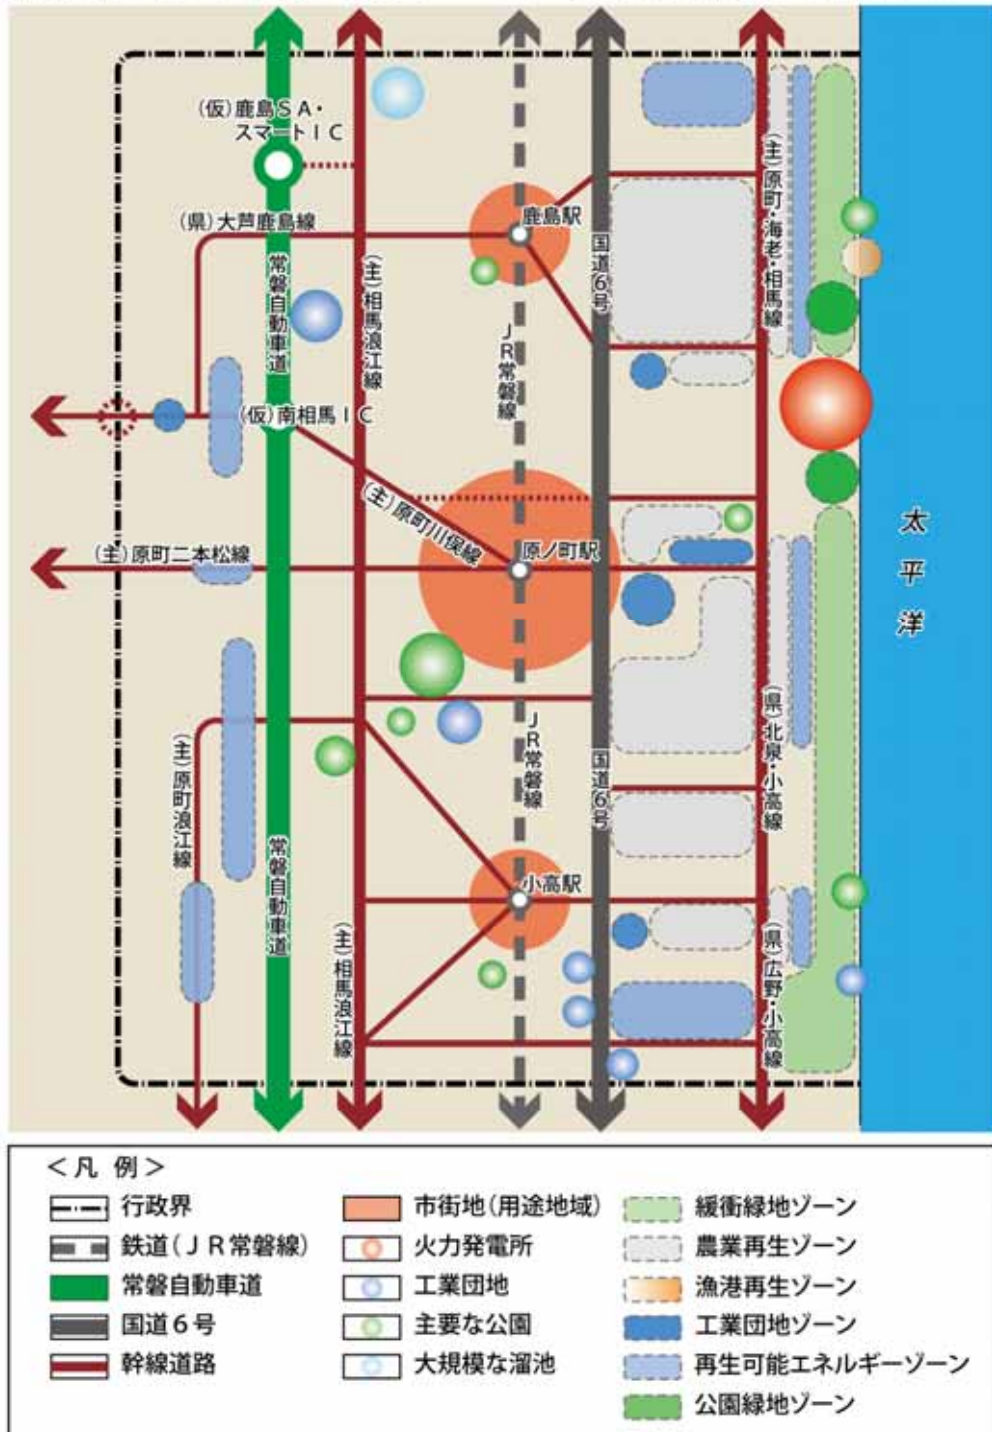 (仮)鹿島ＳＡ・
スマートＩＣ
(県)大芦鹿島線
鹿島駅
常磐自動車道
(主)相馬浪江線
国道６号
(主)原町・海老・相馬線
ＪＲ常磐線
(仮)南相馬ＩＣ
(主)原町川俣線
(主)原町二本松線
原ノ町駅
太平洋
(主)原町浪江線
ＪＲ常磐線
国道６号
(県)北泉・小高線
常磐自動車道
小高駅
(主)相馬浪江線
(県)広野・小高線
＜凡 例＞
行政界
鉄道(ＪＲ常磐線)
常磐自動車道
国道６号
幹線道路
市街地(用途地域)
火力発電所
工業団地
主要な公園
大規模な溜池
緩衝緑地ゾーン
農業再生ゾーン
漁港再生ゾーン
工業団地ゾーン
再生可能エネルギーゾーン
公園緑地ゾーン